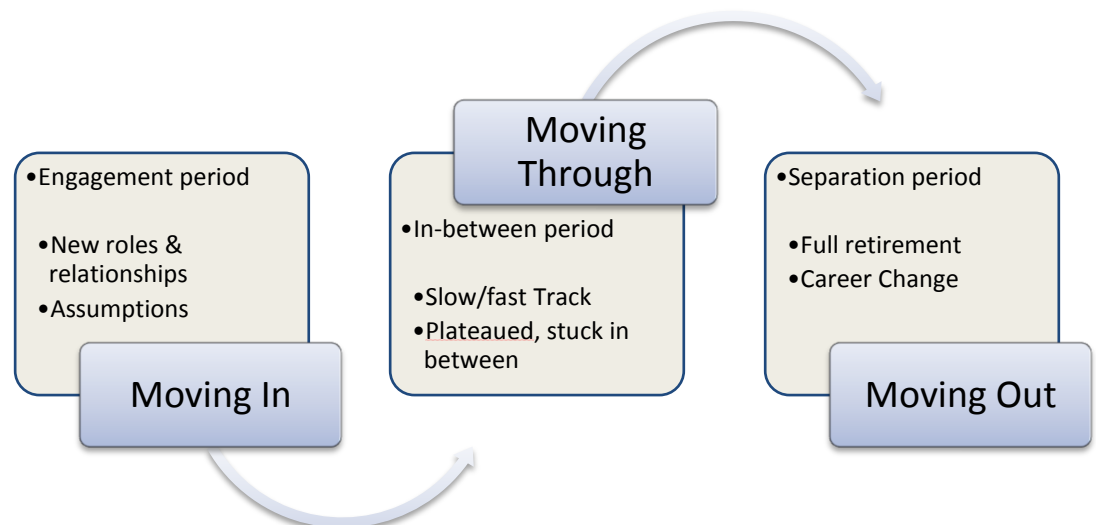 •Engagement period
•New roles &
relationships
•Assumptions
Moving In
Moving
Through
•In-between period
•Slow/fast Track
•Plateaued, stuck in
between
•Separation period
•Full retirement
•Career Change
Moving Out